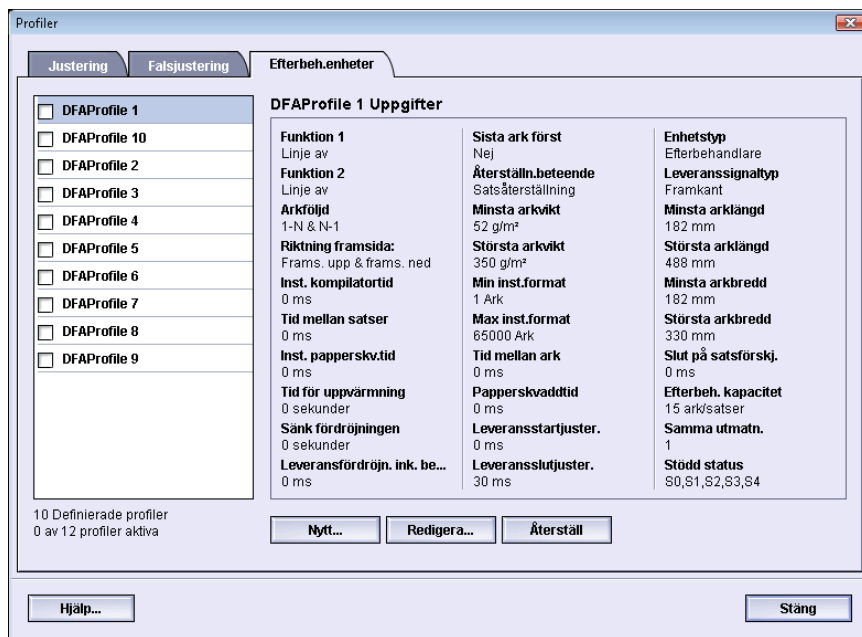 Profiler
Justering
Falsjustering
Efterbeh.enheter
DFAProfile 1
DFAProfile 10
DFAProfile 2
DFAProfile 3
DFAProfile 4
DFAProfile 5
DFAProfile 6
DFAProfile 7
DFAProfile 8
DFAProfile 9
10 Definierade profiler
0 av 12 profiler aktiva
DFAProfile 1 Uppgifter
Funktion 1
Linje av
Funktion 2
Linje av
Arkföljd
1-N & N-1
Riktning framsida:
Frams. upp & frams. ned
Inst. kompilatortid
0 ms
Tid mellan satser
0 ms
Inst. papperskv.tid
0 ms
Tid för uppvärmning
0 sekunder
Sänk fördröjningen
0 sekunder
Leveransfördröjn. ink. be...
0 ms
Sista ark först
Nej
Återställn.beteende
Satsåterställning
Minsta arkvikt
52 g/m²
Största arkvikt
350 g/m²
Min inst.format
1 Ark
Max inst.format
65000 Ark
Tid mellan ark
0 ms
Papperskvaddtid
0 ms
Leveransstartjuster.
0 ms
Leveransslutjuster.
30 ms
Enhetstyp
Efterbehandlare
Leveranssignaltyp
Framkant
Minsta arklängd
182 mm
Största arklängd
488 mm
Minsta arkbredd
182 mm
Största arkbredd
330 mm
Slut på satsförskj.
0 ms
Efterbeh. kapacitet
15 ark/satser
Samma utmatn.
1
Stödd status
S0,S1,S2,S3,S4
Nytt...
Redigera...
Återställ
Hjälp...
Stäng